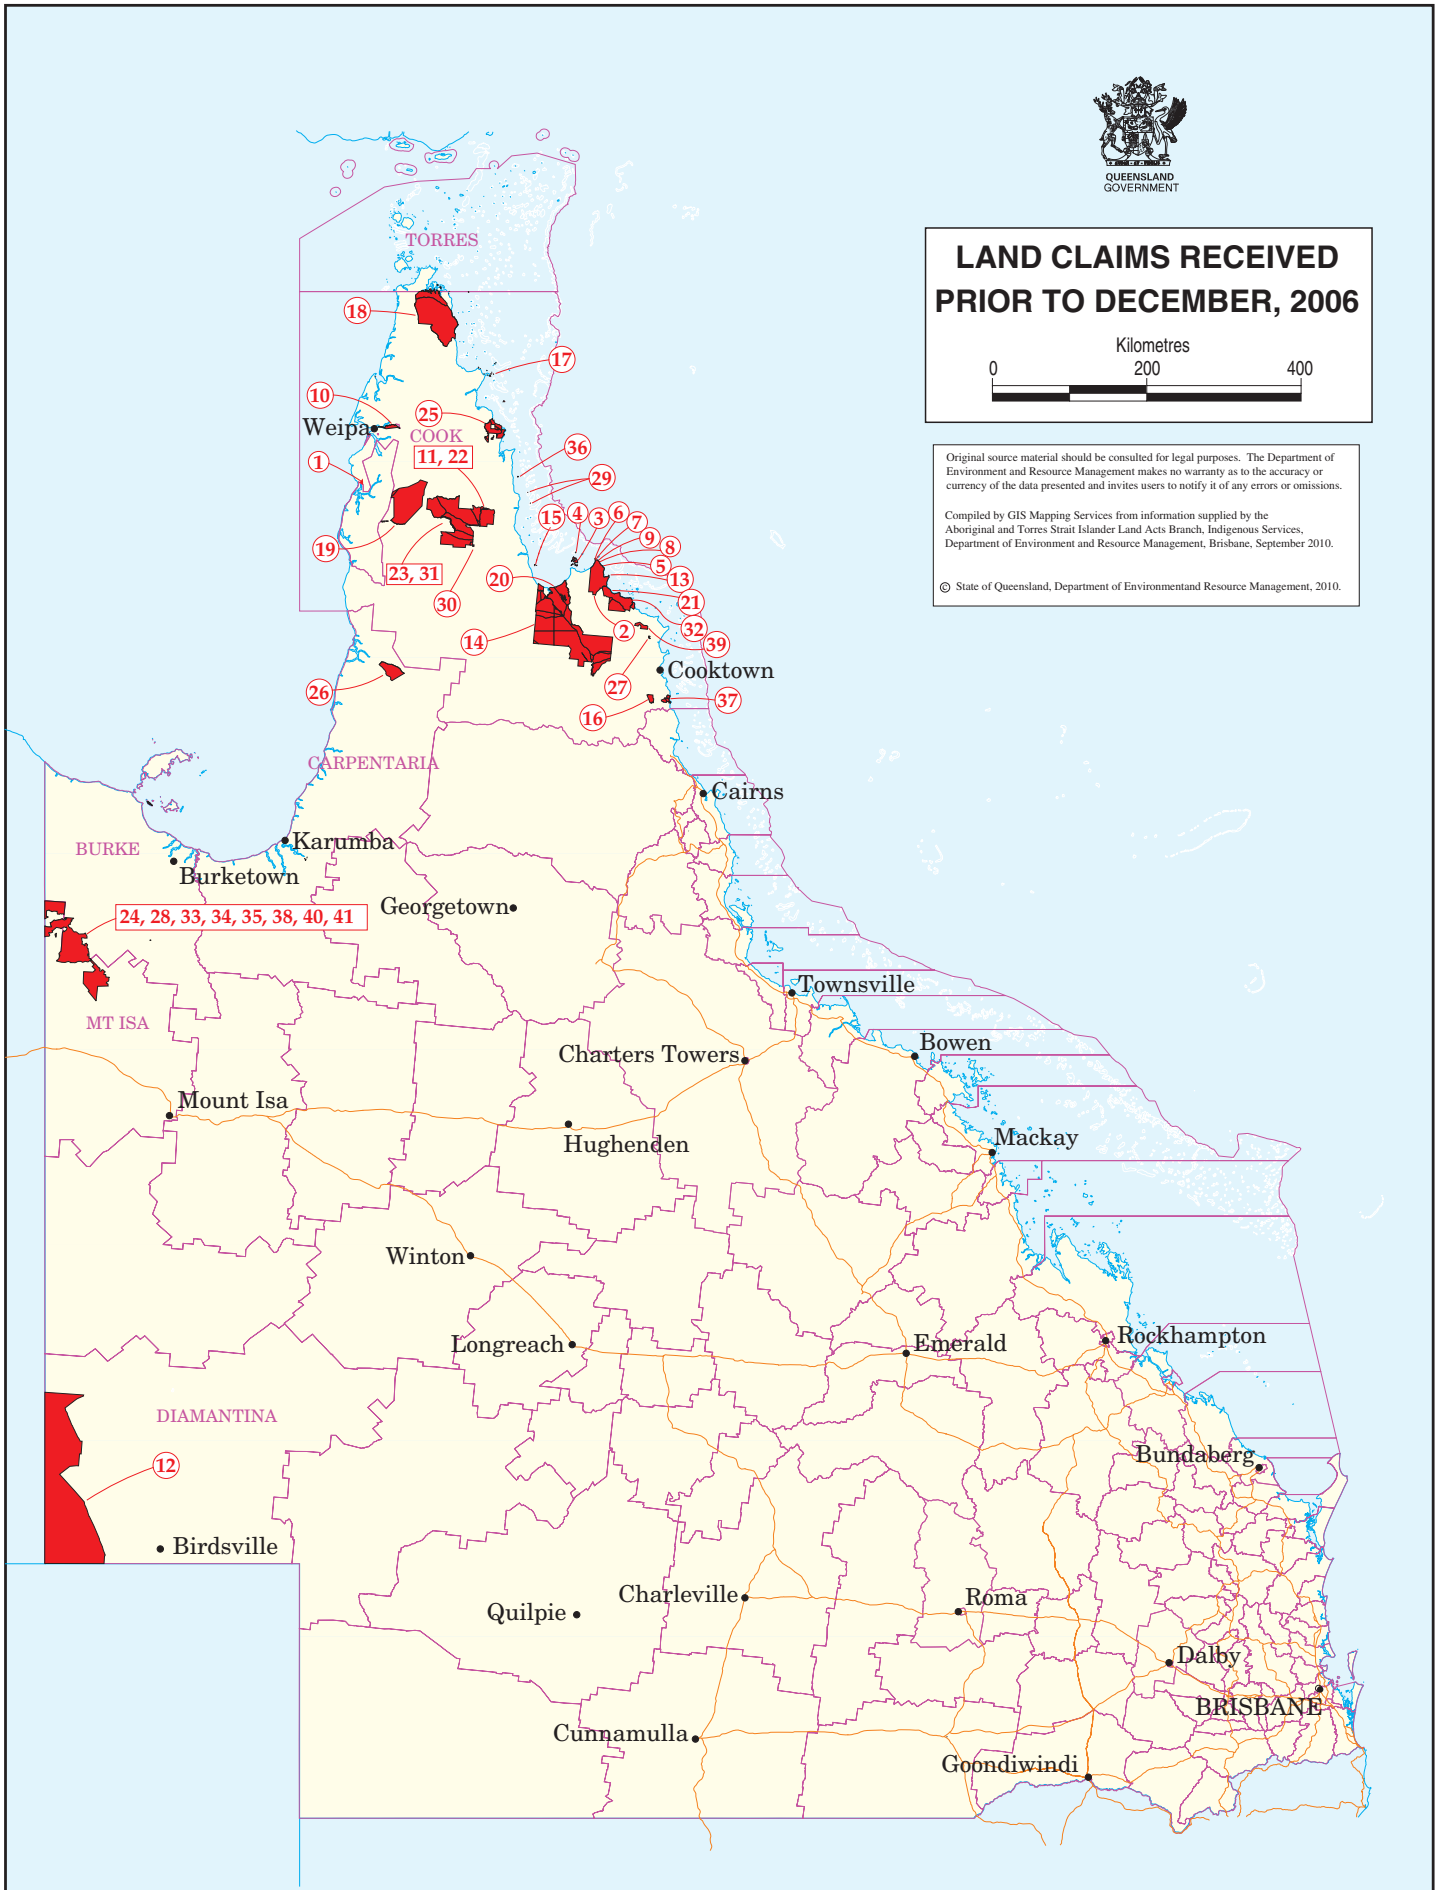 QUEENSLAND
GOVERNMENT
LAND CLAIMS RECEIVED
PRIOR TO DECEMBER, 2006
Kilometres
0 200 400
Original source material should be consulted for legal purposes. The Department of
Environment and Resource Management makes no warranty as to the accuracy or
currency of the data presented and invites users to notify it of any errors or omissions.
Compiled by GIS Mapping Services from information supplied by the
Aboriginal and Torres Strait Islander Land Acts Branch, Indigenous Services,
Department of Environment and Resource Management, Brisbane, September 2010.
© State of Queensland, Department of Environmentand Resource Management, 2010.
TORRES
18
17
10
25
Weipa
COOK
11, 22
36
1
29
15
4
3
6
7
9
8
5
19
23, 31
20
13
30
21
2
32
14
39
Cooktown
26
27
37
16
CARPENTARIA
Cairns
BURKE
Karumba
Burketown
Georgetown
24, 28, 33, 34, 35, 38, 40, 41
Townsville
MT ISA
Bowen
Charters Towers
Mount Isa
Hughenden
Mackay
Winton
Longreach
Emerald
Rockhampton
DIAMANTINA
12
Bundaberg
Birdsville
Charleville
Roma
Quilpie
Dalby
BRISBANE
Cunnamulla
Goondiwindi